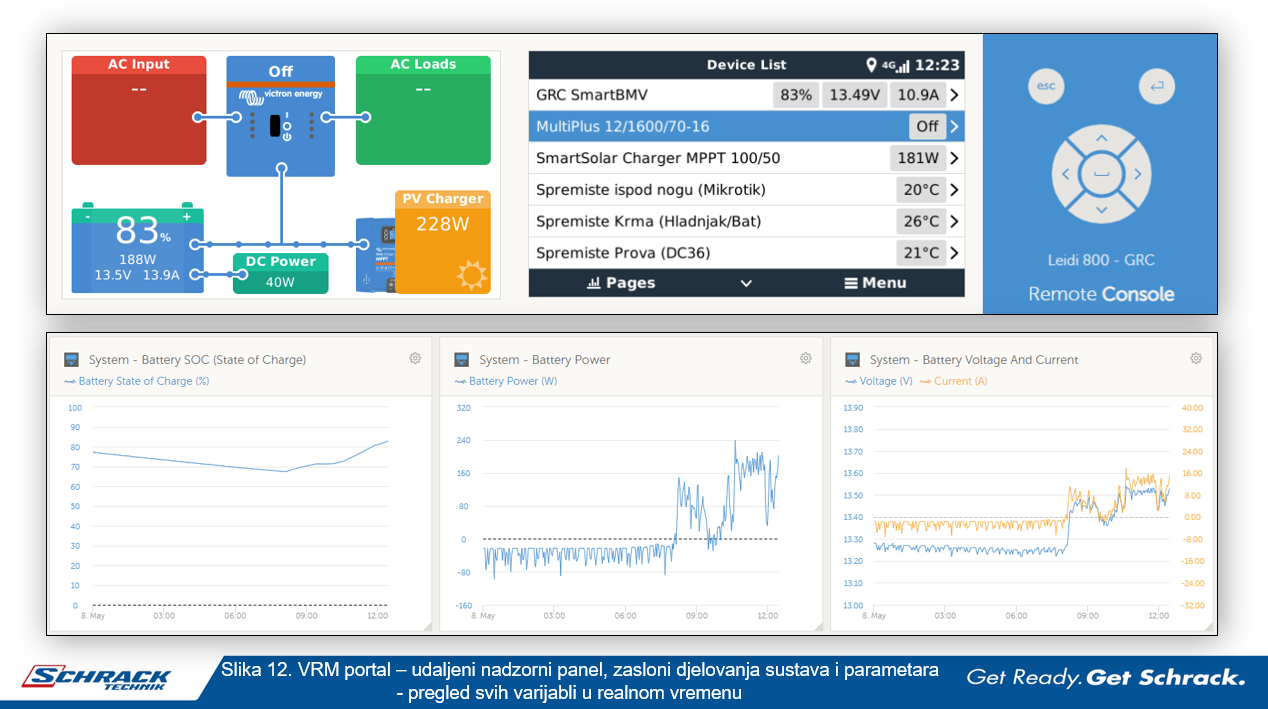 AC Input
--
Off
victron energy
AC Loads
--
83%
188W
13.5V 13.9A
DC Power
40W
PV Charger
228W
Device List 4G 12:23
GRC SmartBMV 83% 13.49V 10.9A
MultiPlus 12/1600/70-16 Off
SmartSolar Charger MPPT 100/50 181W
Spremiste ispod nogu (Mikrotik) 20°C
Spremiste Krma (Hladnjak/Bat) 26°C
Spremiste Prova (DC36) 21°C
Pages Menu
esc
Leidi 800 - GRC
Remote Console
System - Battery SOC (State of Charge)
Battery State of Charge (%)
100
90
80
70
60
50
40
30
20
10
0
8. May 03:00 06:00 09:00 12:00
System - Battery Power
Battery Power (W)
320
240
160
80
0
-80
-160
8. May 03:00 06:00 09:00 12:00
System - Battery Voltage And Current
Voltage (V) Current (A)
13.90 40.00
13.80 32.00
13.70 24.00
13.60 16.00
13.50 8.00
13.40 0.00
13.30 -8.00
13.20 -16.00
13.10 -24.00
13.00 -32.00
8. May 03:00 06:00 09:00 12:00
SCHRACK
TECHNIK
Slika 12. VRM portal – udaljeni nadzorni panel, zasloni djelovanja sustava i parametara
- pregled svih varijabli u realnom vremenu
Get Ready. Get Schrack.